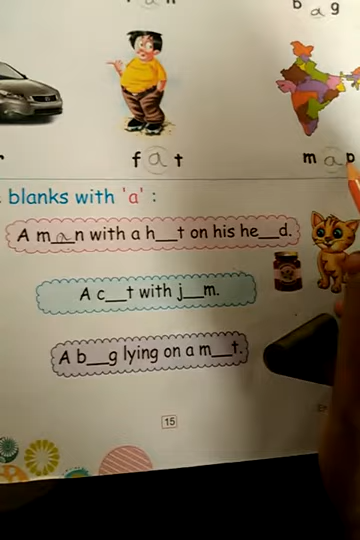 b a g
f a t
m a p
blanks with 'a' :
A m a n with a h__t on his he__d.
A c__t with j__m.
A b__g lying on a m__t.
15